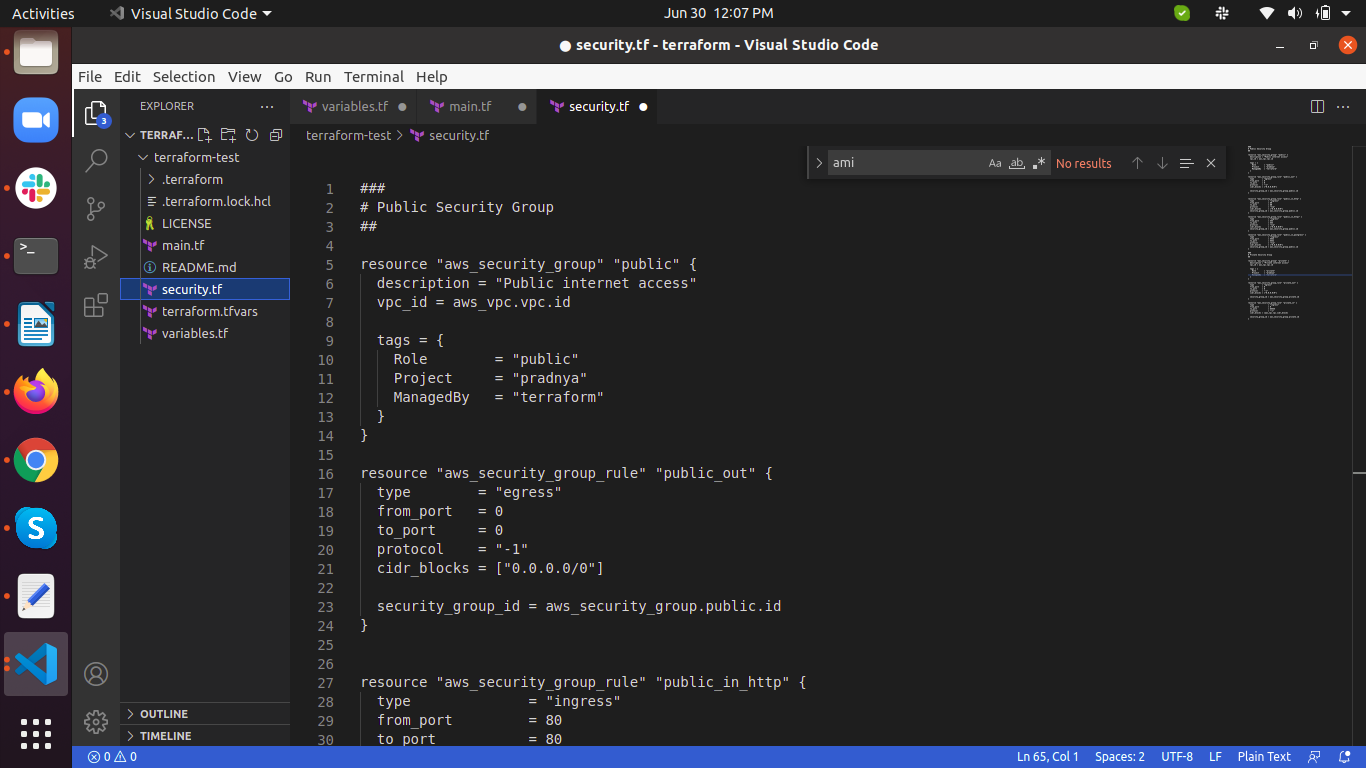 Activities
Visual Studio Code
Jun 30 12:07 PM
● security.tf - terraform - Visual Studio Code
File Edit Selection View Go Run Terminal Help
EXPLORER
variables.tf
main.tf
security.tf
TERRAF...
terraform-test > security.tf
terraform-test
.terraform
.terraform.lock.hcl
LICENSE
main.tf
README.md
security.tf
terraform.tfvars
variables.tf
3
ami
Aa
ab
No results
1 ###
2 # Public Security Group
3 ##
4
5 resource "aws_security_group" "public" {
6   description = "Public internet access"
7   vpc_id = aws_vpc.vpc.id
8
9   tags = {
10     Role        = "public"
11     Project     = "pradnya"
12     ManagedBy   = "terraform"
13   }
14 }
15
16 resource "aws_security_group_rule" "public_out" {
17   type        = "egress"
18   from_port   = 0
19   to_port     = 0
20   protocol    = "-1"
21   cidr_blocks = ["0.0.0.0/0"]
22
23   security_group_id = aws_security_group.public.id
24 }
25
26
27 resource "aws_security_group_rule" "public_in_http" {
28   type              = "ingress"
29   from_port         = 80
30   to_port           = 80
OUTLINE
TIMELINE
0 0
Ln 65, Col 1
Spaces: 2
UTF-8
LF
Plain Text